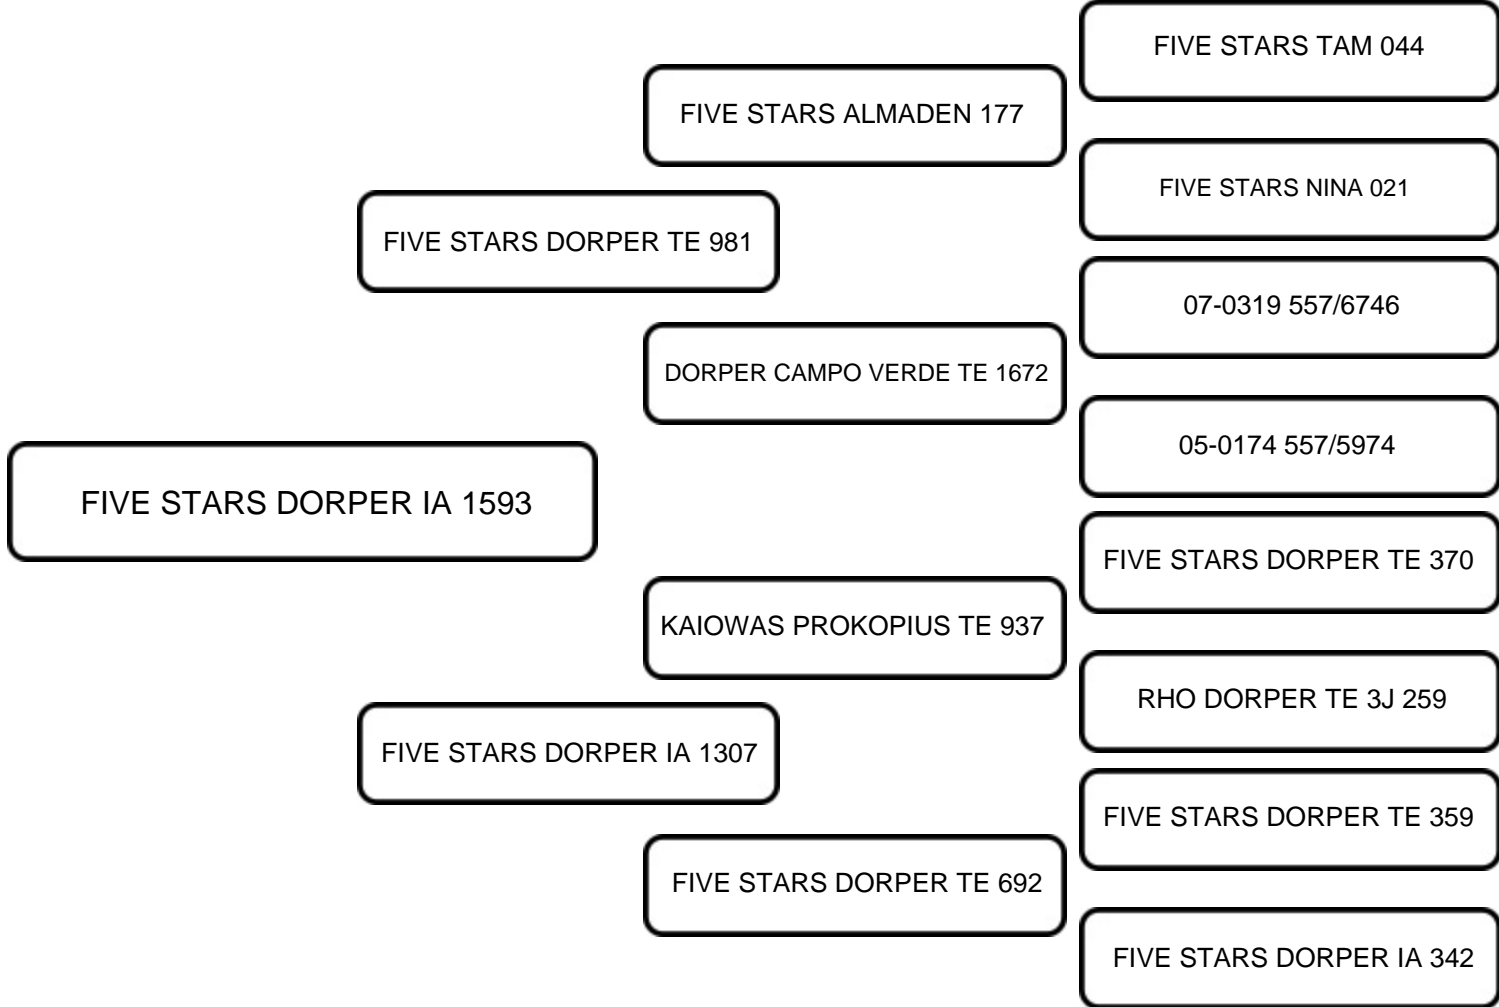 FIVE STARS TAM 044
FIVE STARS ALMADEN 177
FIVE STARS NINA 021
FIVE STARS DORPER TE 981
07-0319 557/6746
DORPER CAMPO VERDE TE 1672
05-0174 557/5974
FIVE STARS DORPER IA 1593
FIVE STARS DORPER TE 370
KAIOWAS PROKOPIUS TE 937
RHO DORPER TE 3J 259
FIVE STARS DORPER IA 1307
FIVE STARS DORPER TE 359
FIVE STARS DORPER TE 692
FIVE STARS DORPER IA 342